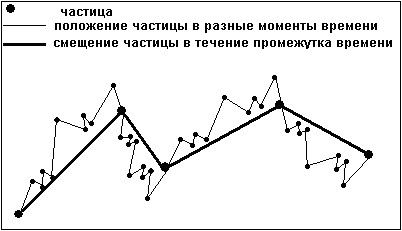 частица
положение частицы в разные моменты времени
смещение частицы в течение промежутка времени